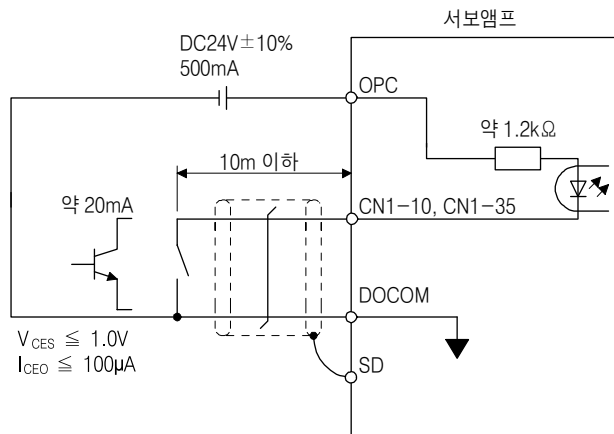 서보앰프
DC24V±10%
500mA
OPC
약 1.2kΩ
10m 이하
약 20mA
CN1-10, CN1-35
DOCOM
V_CES ≦ 1.0V
I_CEO ≦ 100µA
SD